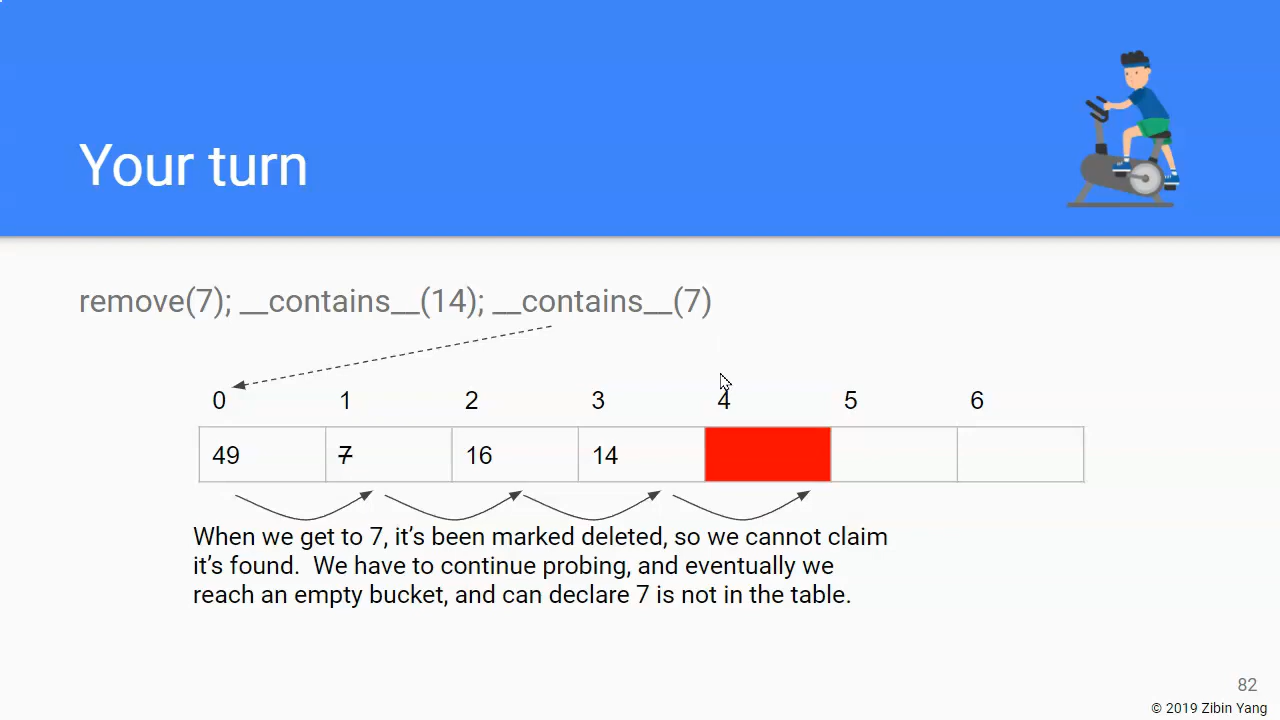 Your turn
remove(7); __contains__(14); __contains__(7)
0 1 2 3 4 5 6
49 7 16 14
When we get to 7, it’s been marked deleted, so we cannot claim
it’s found.  We have to continue probing, and eventually we
reach an empty bucket, and can declare 7 is not in the table.
82
© 2019 Zibin Yang